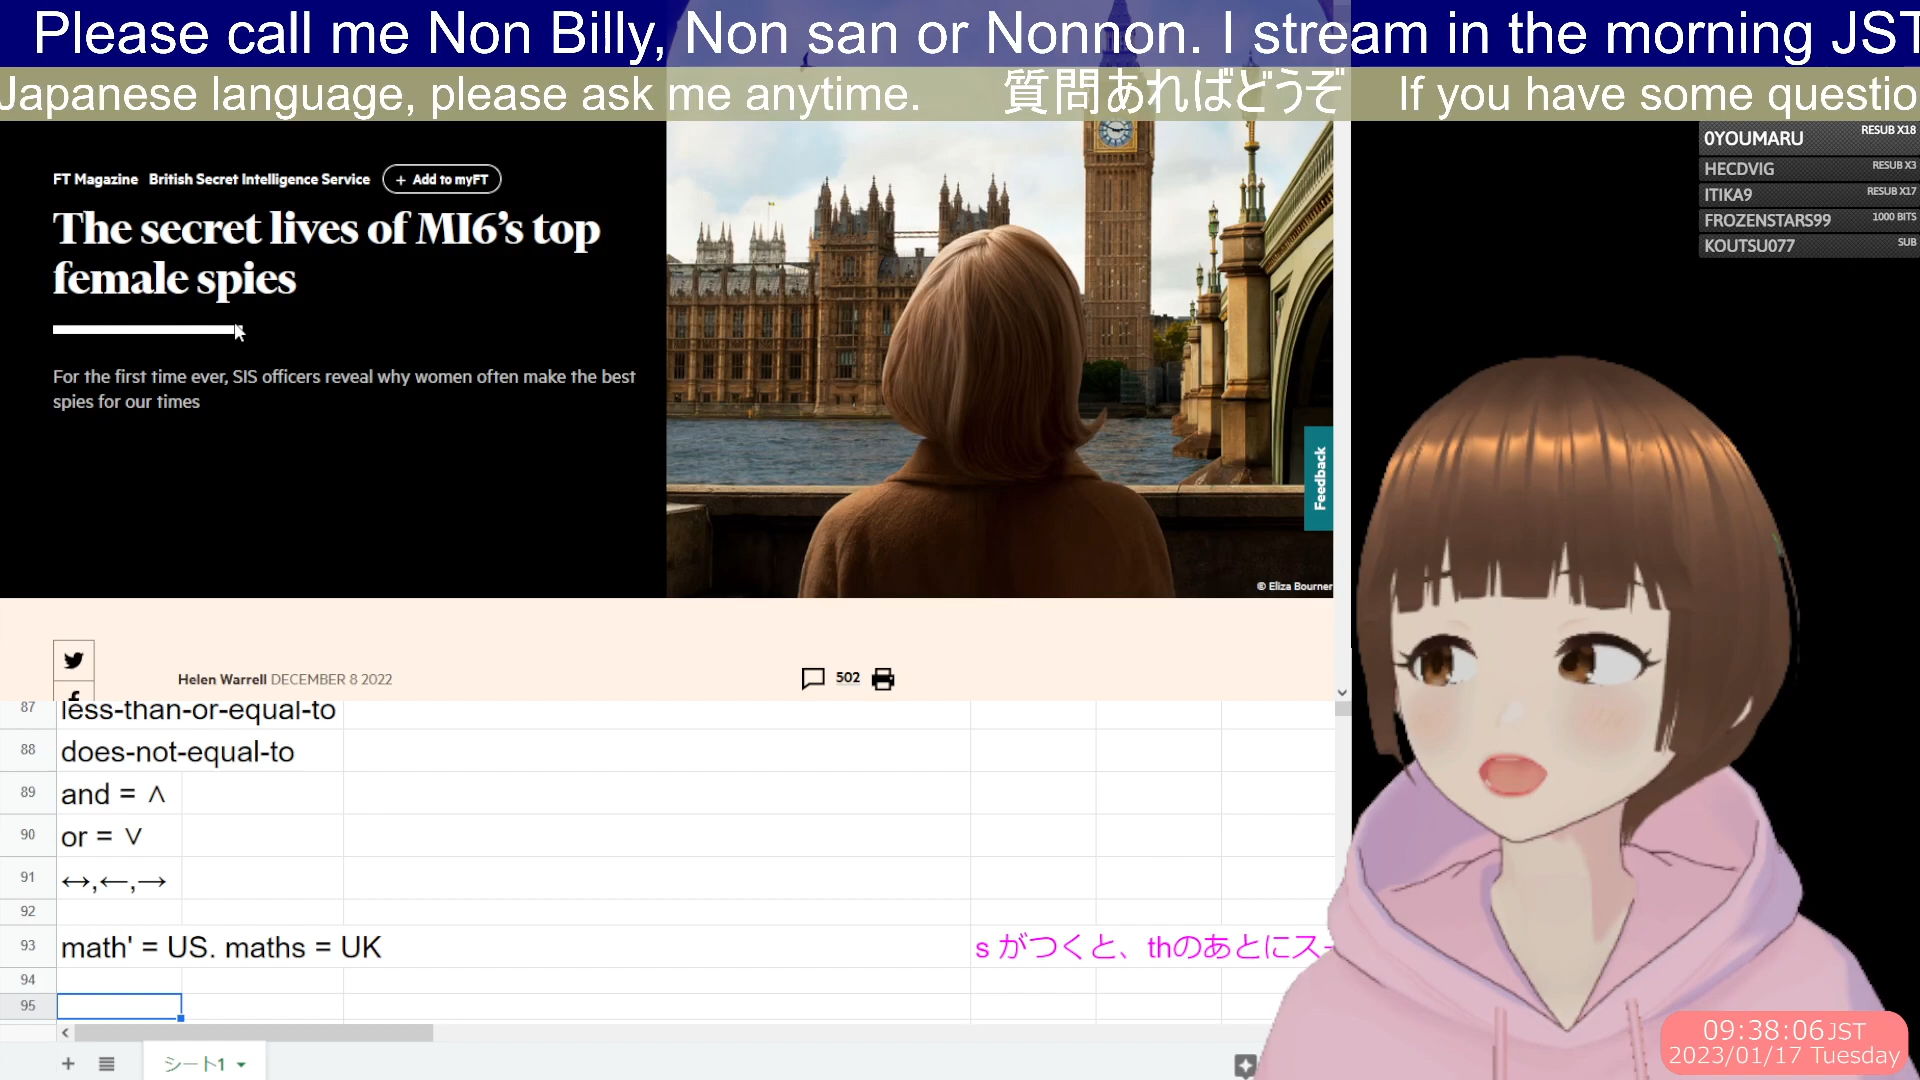 Please call me Non Billy, Non san or Nonnon. I stream in the morning JST
Japanese language, please ask me anytime. 質問あればどうぞ If you have some questio
FT Magazine British Secret Intelligence Service + Add to myFT
The secret lives of MI6's top
female spies
For the first time ever, SIS officers reveal why women often make the best
spies for our times
Feedback
© Eliza Bourner
Helen Warrell DECEMBER 8 2022
502
0YOUMARU RESUB X18
HECDVIG RESUB X3
ITIKA9 RESUB X17
FROZENSTARS99 1000 BITS
KOUTSU077 SUB
87 less-than-or-equal-to
88 does-not-equal-to
89 and = ∧
90 or = ∨
91 ↔,←,→
92
93 math' = US. maths = UK s がつくと、thのあとにスー
94
95
+ シート1
09:38:06JST
2023/01/17 Tuesday